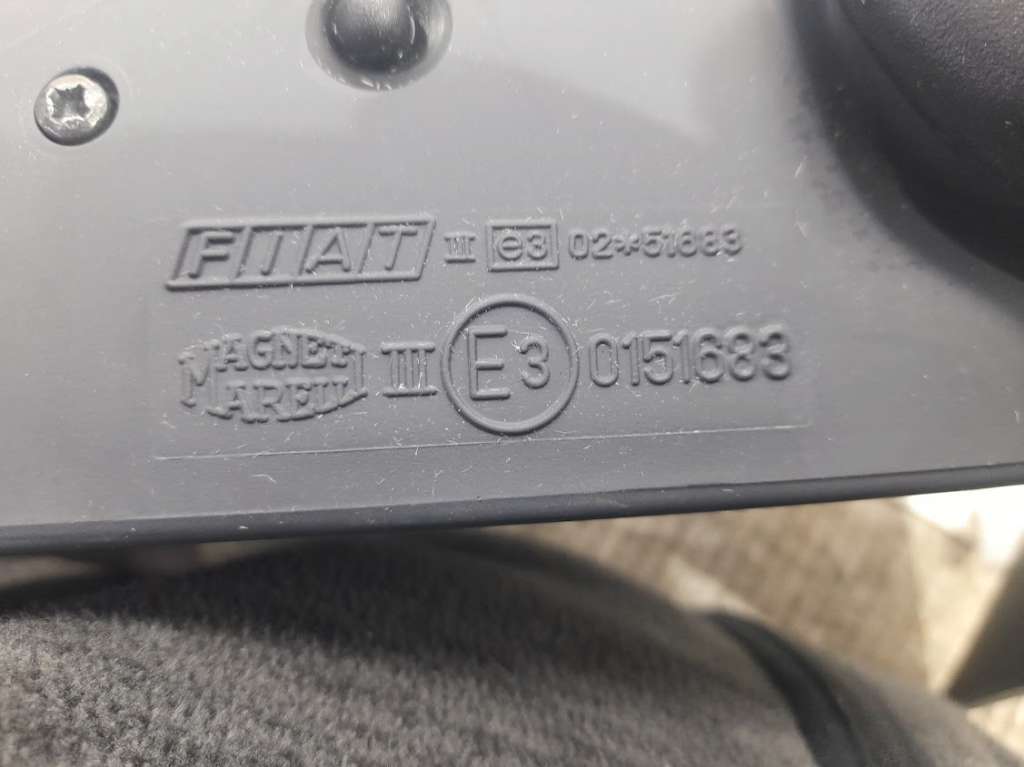 FIAT III e3 02*51683
MAGNETI MARELLI III E3 0151683